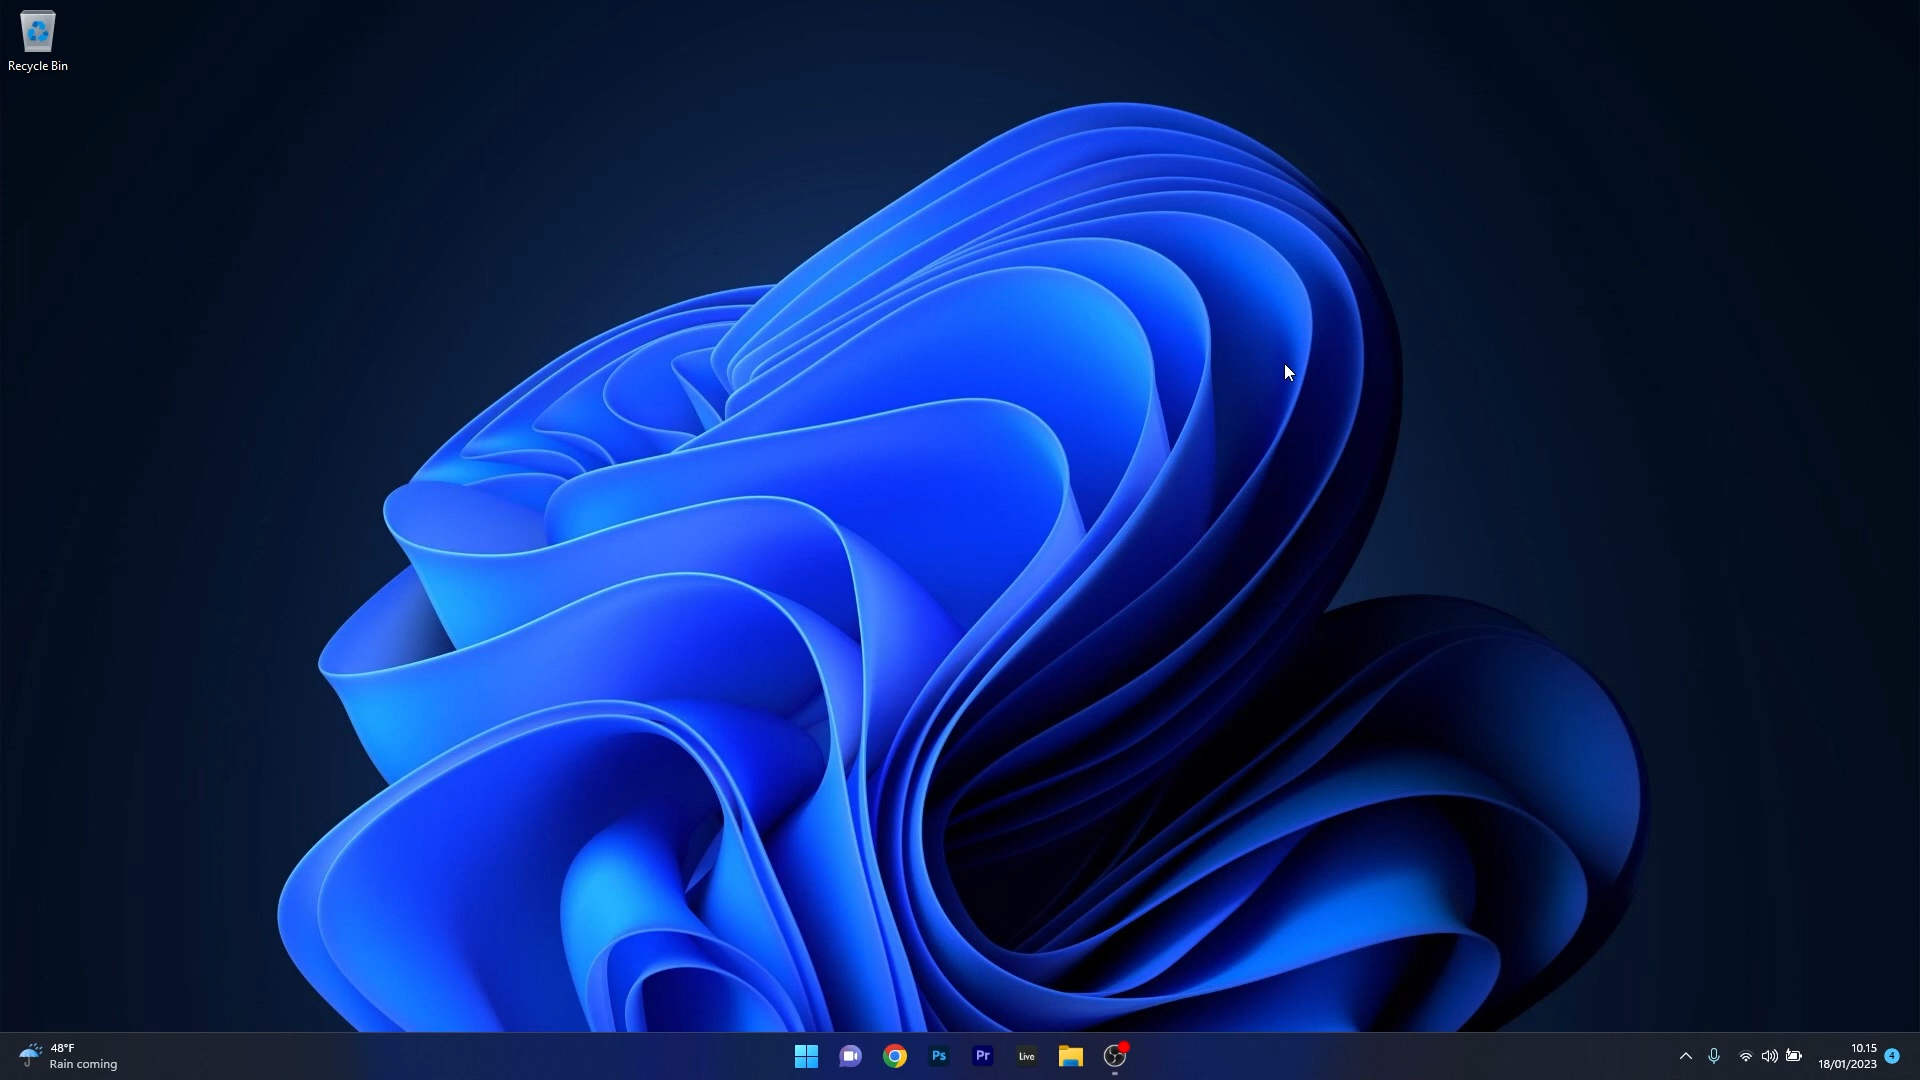 Recycle Bin
48°F
Rain coming
Ps
Pr
Live
10.15
18/01/2023
4